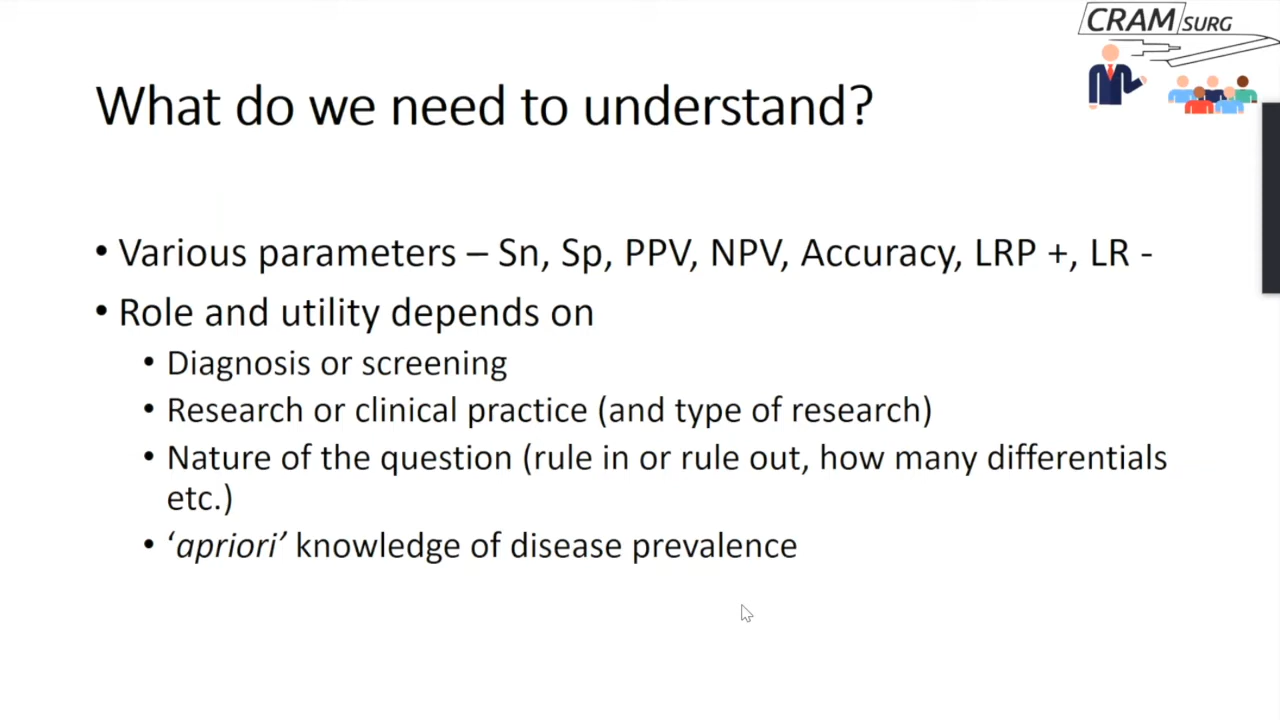 CRAM SURG
What do we need to understand?
• Various parameters – Sn, Sp, PPV, NPV, Accuracy, LRP +, LR -
• Role and utility depends on
• Diagnosis or screening
• Research or clinical practice (and type of research)
• Nature of the question (rule in or rule out, how many differentials
etc.)
• ‘apriori’ knowledge of disease prevalence